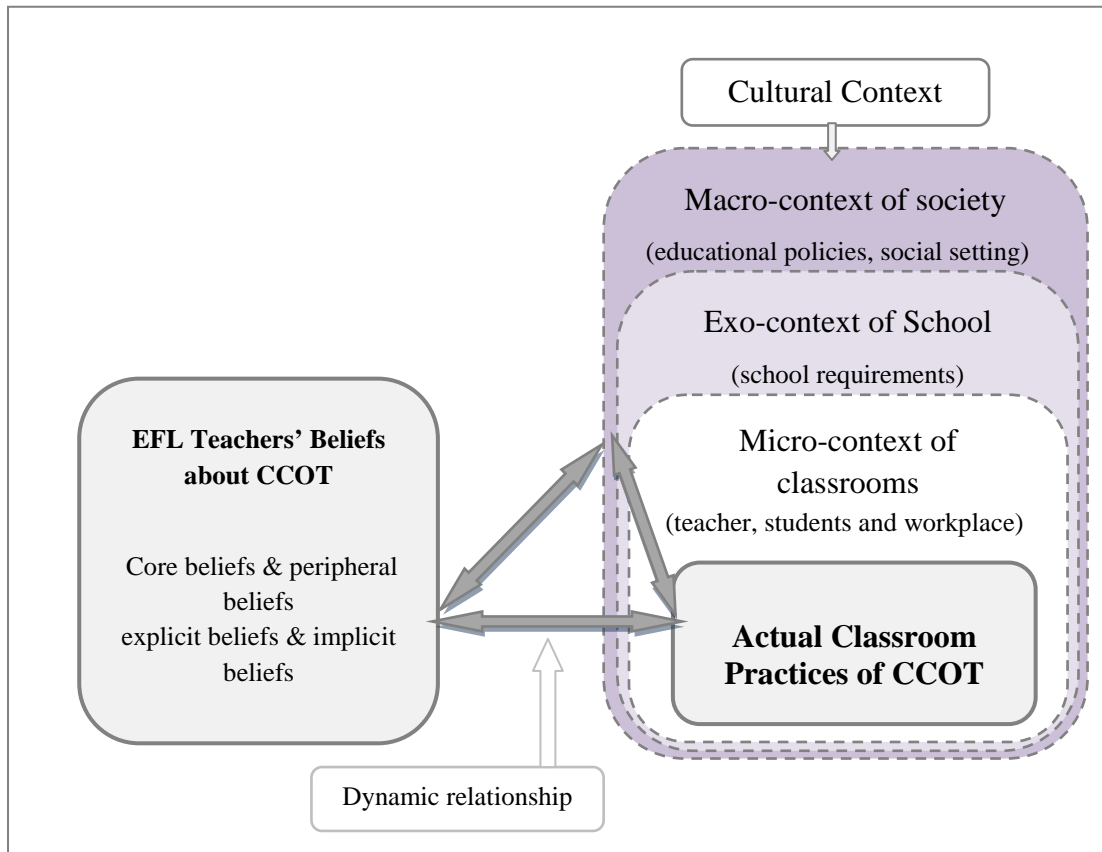 Cultural Context
Macro-context of society
(educational policies, social setting)
Exo-context of School
(school requirements)
Micro-context of
classrooms
(teacher, students and workplace)
Actual Classroom
Practices of CCOT
EFL Teachers’ Beliefs
about CCOT
Core beliefs & peripheral
beliefs
explicit beliefs & implicit
beliefs
Dynamic relationship